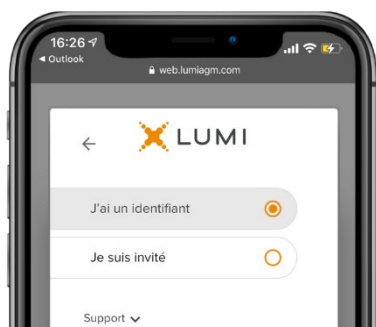 16:26
Outlook
web.lumiagm.com
LUMI
J'ai un identifiant
Je suis invité
Support